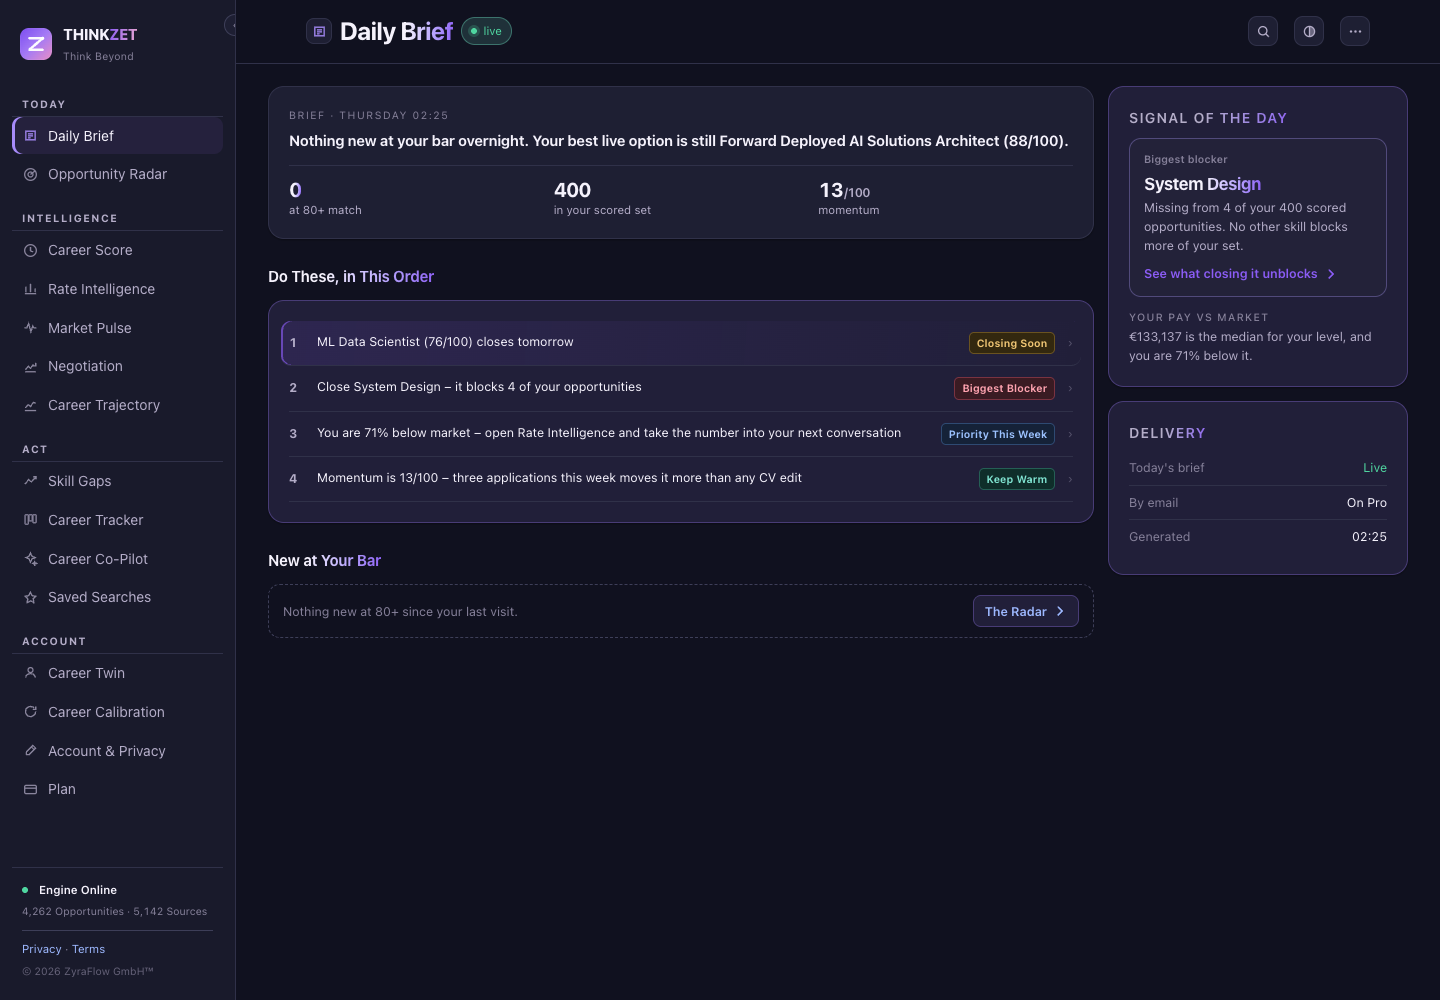 THINKZET
Think Beyond
TODAY
Daily Brief
Opportunity Radar
INTELLIGENCE
Career Score
Rate Intelligence
Market Pulse
Negotiation
Career Trajectory
ACT
Skill Gaps
Career Tracker
Career Co-Pilot
Saved Searches
ACCOUNT
Career Twin
Career Calibration
Account & Privacy
Plan
Engine Online
4,262 Opportunities · 5,142 Sources
Privacy · Terms
© 2026 ZyraFlow GmbH™
Daily Brief
live
BRIEF · THURSDAY 02:25
Nothing new at your bar overnight. Your best live option is still Forward Deployed AI Solutions Architect (88/100).
0 400 13/100
at 80+ match in your scored set momentum
Do These, in This Order
1 ML Data Scientist (76/100) closes tomorrow Closing Soon
2 Close System Design – it blocks 4 of your opportunities Biggest Blocker
3 You are 71% below market – open Rate Intelligence and take the number into your next conversation Priority This Week
4 Momentum is 13/100 – three applications this week moves it more than any CV edit Keep Warm
New at Your Bar
Nothing new at 80+ since your last visit. The Radar
SIGNAL OF THE DAY
Biggest blocker
System Design
Missing from 4 of your 400 scored
opportunities. No other skill blocks
more of your set.
See what closing it unblocks
YOUR PAY VS MARKET
€133,137 is the median for your level, and
you are 71% below it.
DELIVERY
Today's brief Live
By email On Pro
Generated 02:25